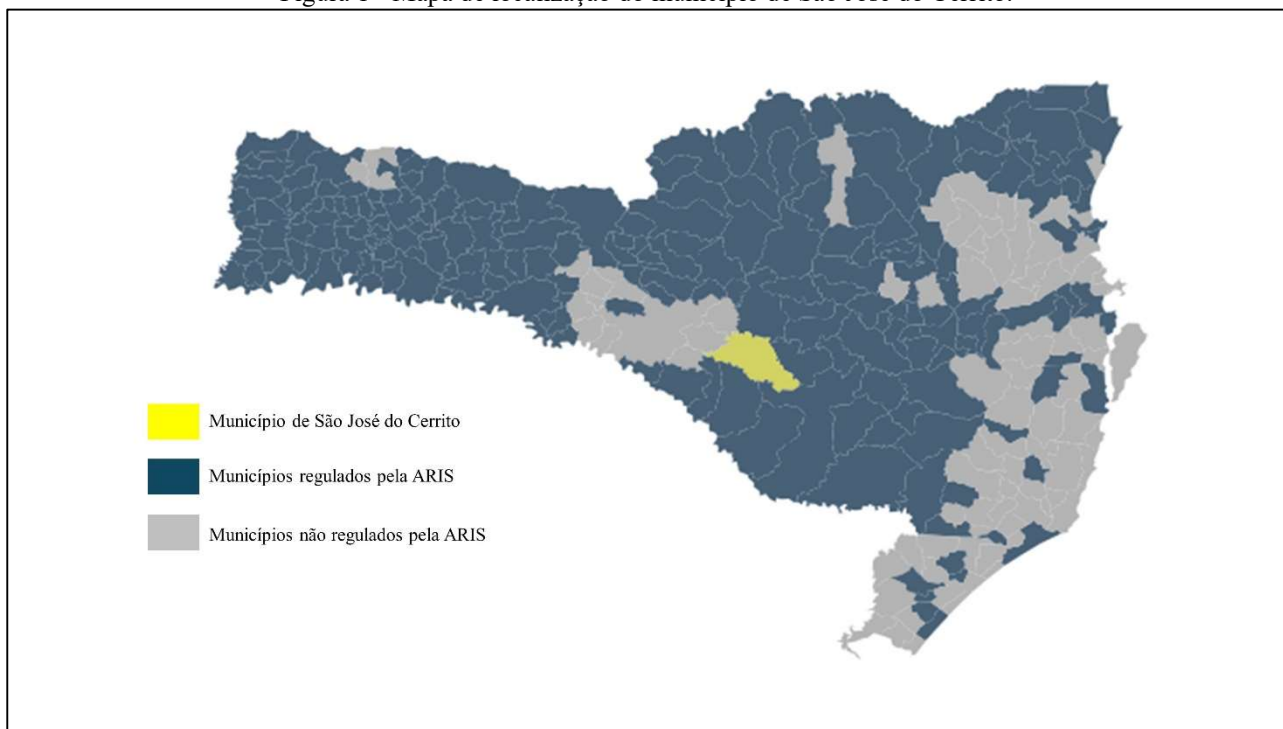 Município de São José do Cerrito
Municípios regulados pela ARIS
Municípios não regulados pela ARIS